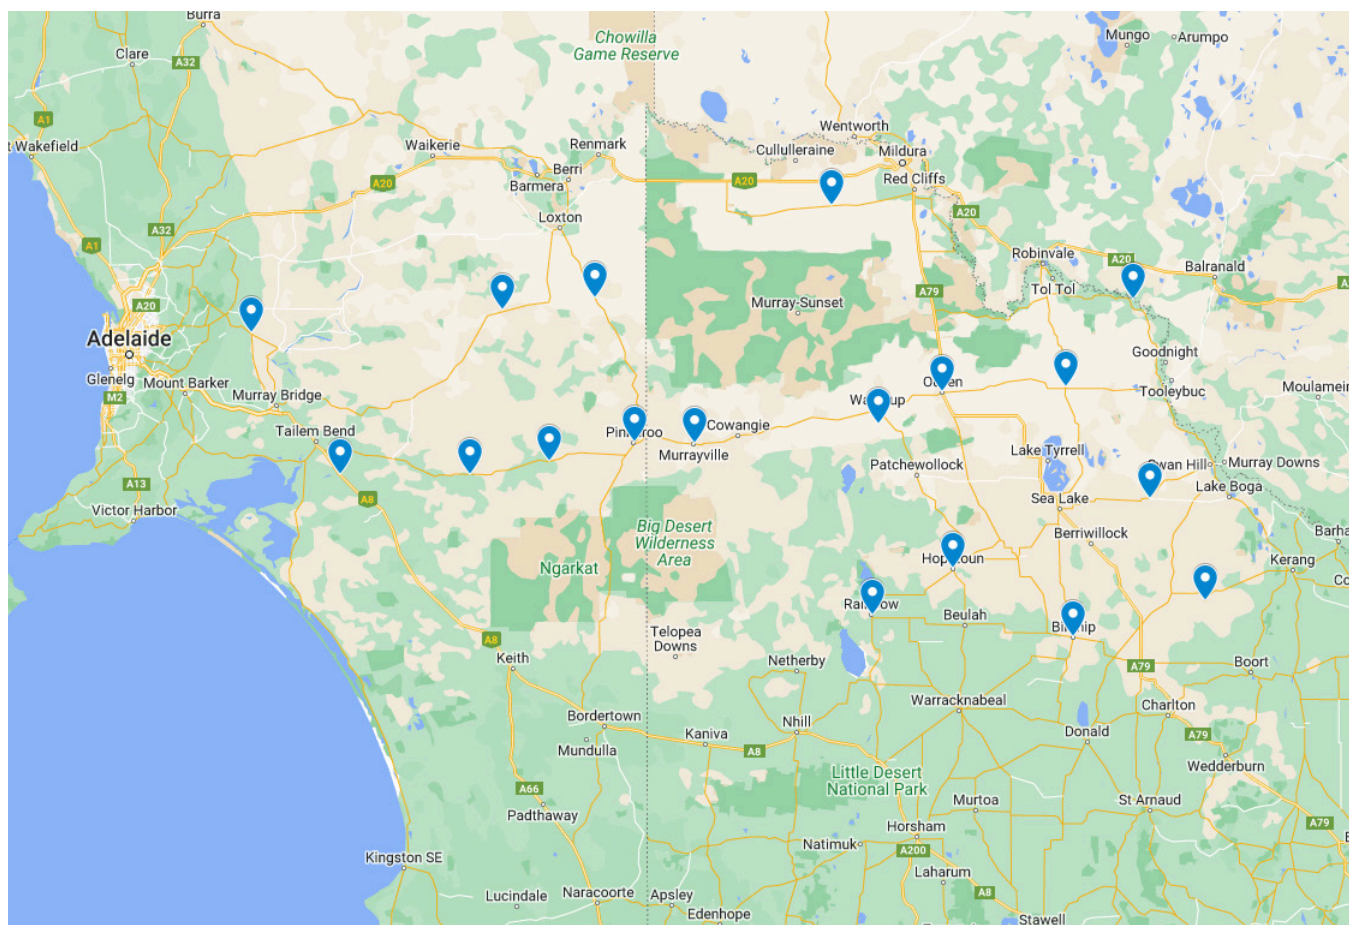 Burra
Chowilla
Game Reserve
Mungo
Arumpo
Clare
A32
A1
Wentworth
t Wakefield
Waikerie
Renmark
Cullulleraine
Mildura
Berri
Barmera
A20
A20
Red Cliffs
A20
Loxton
A32
A1
Robinvale
A20
Balranald
Tol Tol
A79
A20
Murray-Sunset
Adelaide
Goodnight
Glenelg
Mount Barker
Tooleybuc
Moulamein
M2
Murray Bridge
Tailem Bend
Cowangie
Murrayville
Lake Tyrrell
Murray Downs
Patchewollock
A13
A8
Sea Lake
Lake Boga
Victor Harbor
Big Desert
Wilderness
Area
Berriwillock
Barha
Ngarkat
Kerang
Co
Beulah
A8
Telopea
Downs
Keith
Netherby
A79
Boort
Warracknabeal
Charlton
Bordertown
Nhill
Donald
Kaniva
A79
Mundulla
A8
Wedderburn
Little Desert
National Park
A66
Padthaway
Murtoa
St Arnaud
Horsham
A79
Natimuk
A200
Kingston SE
Laharum
A8
Lucindale
Naracoorte
Apsley
Edenhope
Stawell